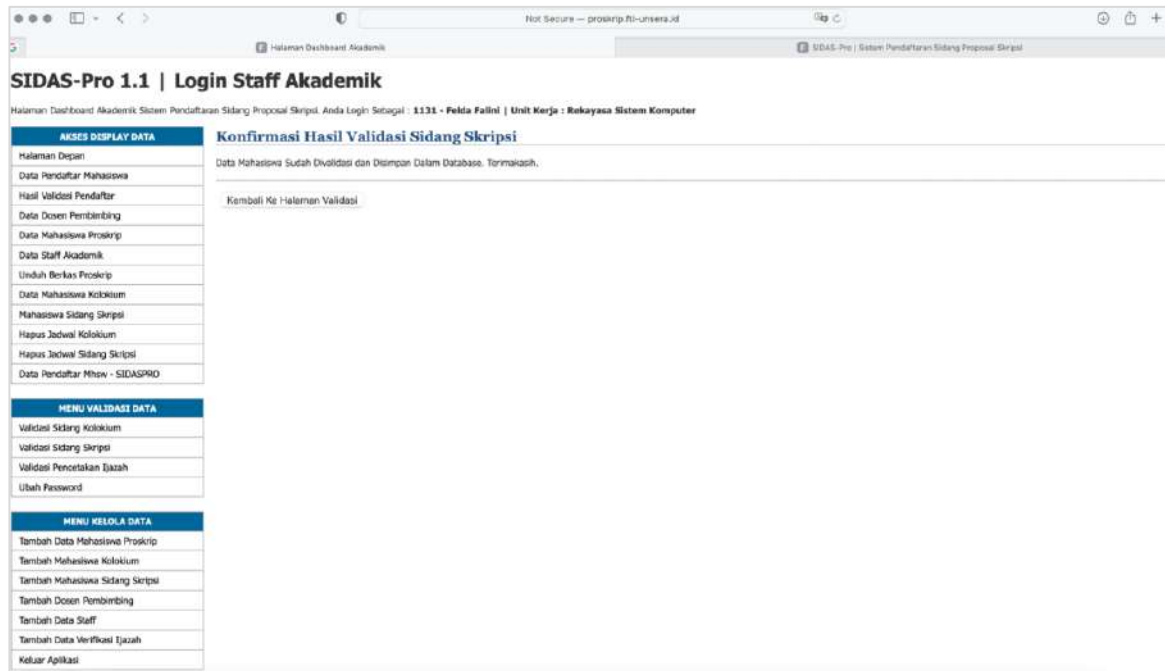 Not Secure — proskrip.fti-unsera.id
Halaman Dashboard Akademik
SIDAS-Pro | Sistem Pendaftaran Sidang Proposal Skripsi
SIDAS-Pro 1.1 | Login Staff Akademik
Halaman Dashboard Akademik Sistem Pendaftaran Sidang Proposal Skripsi. Anda Login Sebagai : 1131 - Felda Falini | Unit Kerja : Rekayasa Sistem Komputer
AKSES DISPLAY DATA
Halaman Depan
Data Pendaftar Mahasiswa
Hasil Validasi Pendaftar
Data Dosen Pembimbing
Data Mahasiswa Proskrip
Data Staff Akademik
Unduh Berkas Proskrip
Data Mahasiswa Kolokium
Mahasiswa Sidang Skripsi
Hapus Jadwal Kolokium
Hapus Jadwal Sidang Skripsi
Data Pendaftar Mhsw - SIDASPRO
MENU VALIDASI DATA
Validasi Sidang Kolokium
Validasi Sidang Skripsi
Validasi Pencetakan Ijazah
Ubah Password
MENU KELOLA DATA
Tambah Data Mahasiswa Proskrip
Tambah Mahasiswa Kolokium
Tambah Mahasiswa Sidang Skripsi
Tambah Dosen Pembimbing
Tambah Data Staff
Tambah Data Verifikasi Ijazah
Keluar Aplikasi
Konfirmasi Hasil Validasi Sidang Skripsi
Data Mahasiswa Sudah Divalidasi dan Disimpan Dalam Database. Terimakasih.
Kembali Ke Halaman Validasi